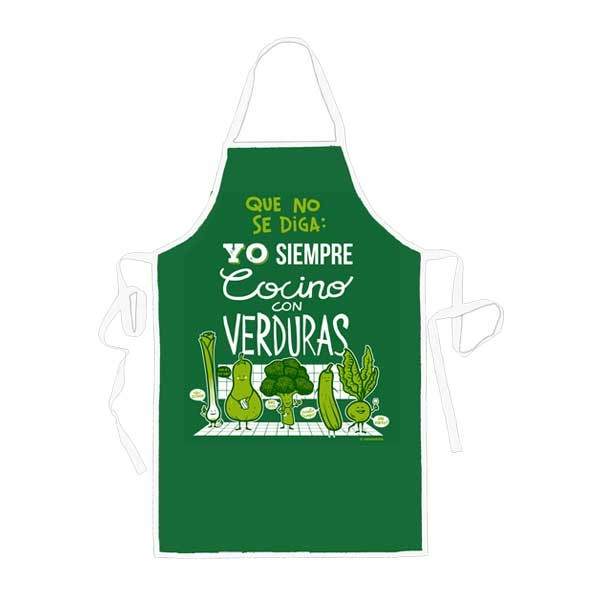 QUE NO
SE DIGA:
YO SIEMPRE
Cocino
CON
VERDURAS